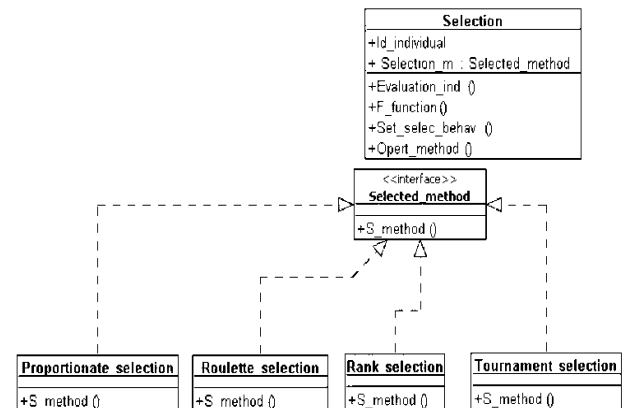 Selection
+Id_individual
+ Selection_m : Selected_method
+Evaluation_ind ()
+F_function()
+Set_selec_behav ()
+Opert_method ()
<<interface>>
Selected_method
+S_method ()
Proportionate selection
+S_method ()
Roulette selection
+S_method ()
Rank selection
+S_method ()
Tournament selection
+S_method ()